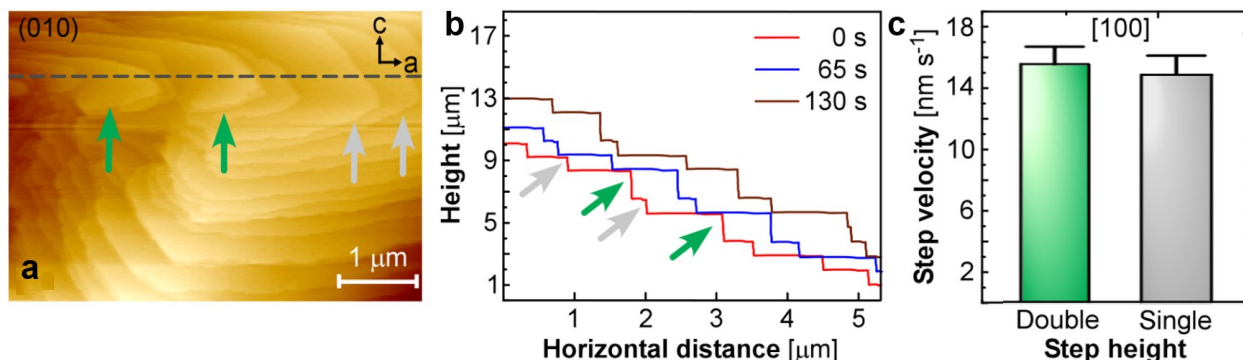 (010)
c
a
1 μm
a
b
Height [μm]
17
13
9
5
1
0 s
65 s
130 s
1
2
3
4
5
Horizontal distance [μm]
c
Step velocity [nm s⁻¹]
18
14
10
6
2
[100]
Double
Single
Step height